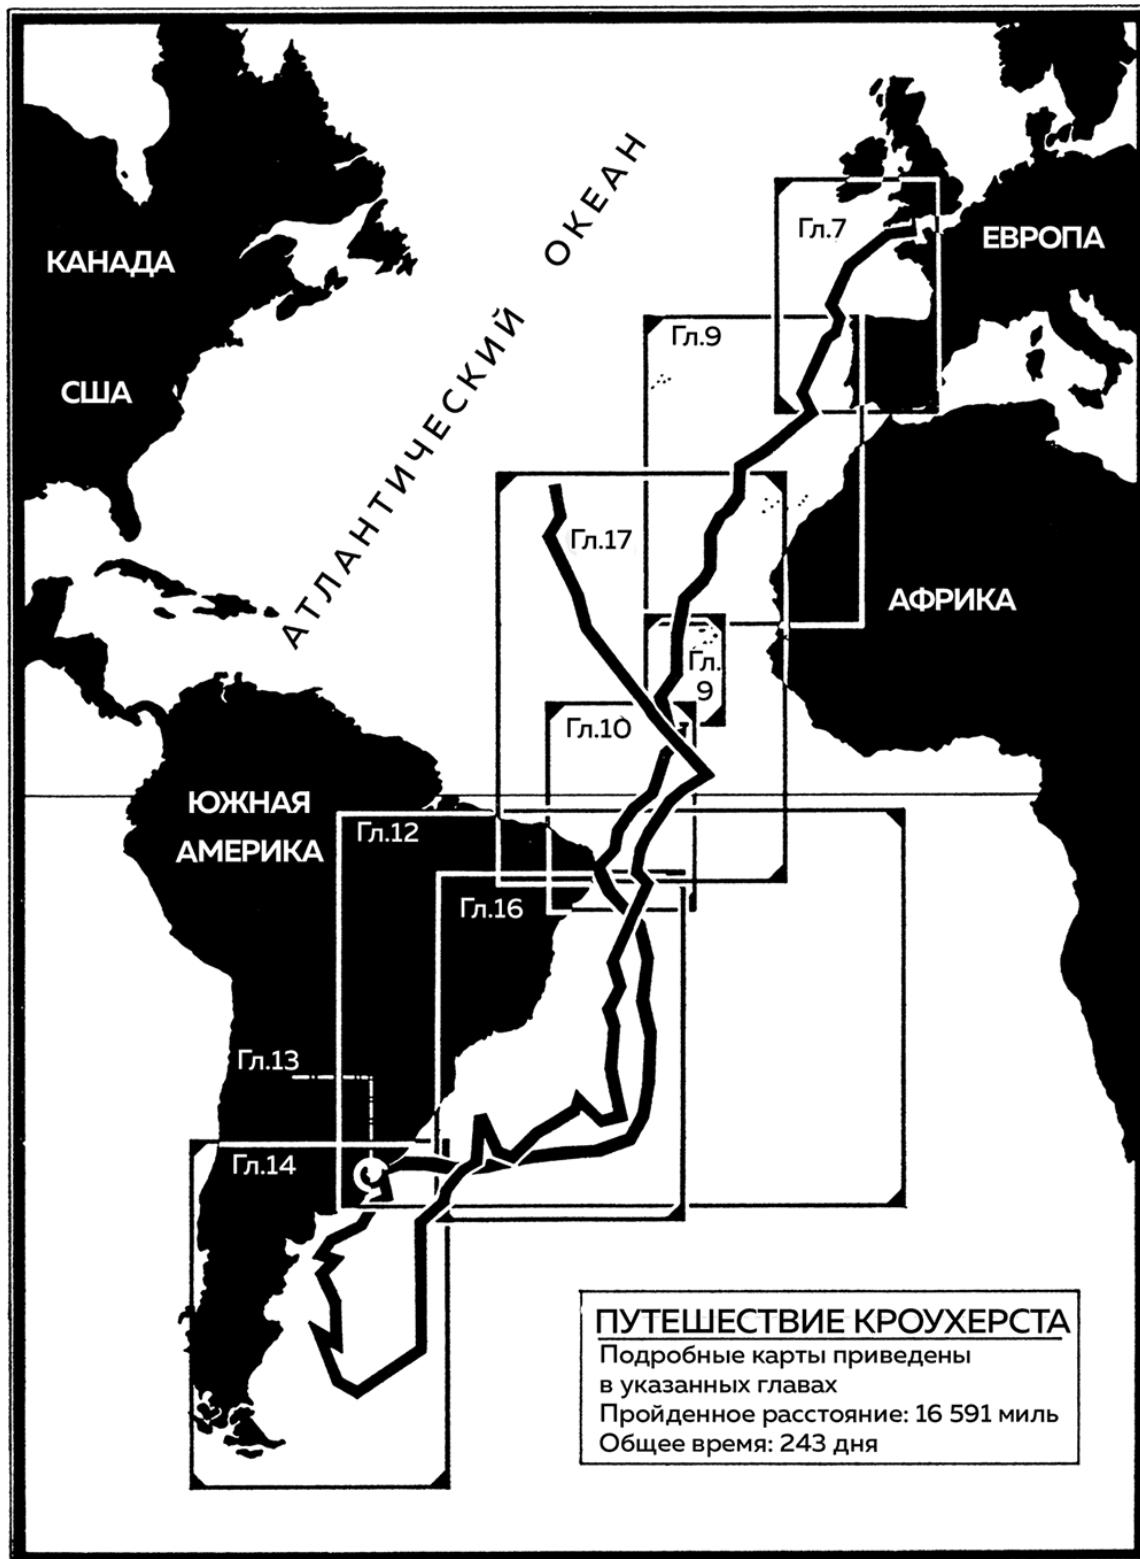 АТЛАНТИЧЕСКИЙ ОКЕАН
КАНАДА
США
ЕВРОПА
АФРИКА
ЮЖНАЯ
АМЕРИКА
Гл.7
Гл.9
Гл.17
Гл.
9
Гл.10
Гл.12
Гл.16
Гл.13
Гл.14
ПУТЕШЕСТВИЕ КРОУХЕРСТА
Подробные карты приведены
в указанных главах
Пройденное расстояние: 16 591 миль
Общее время: 243 дня